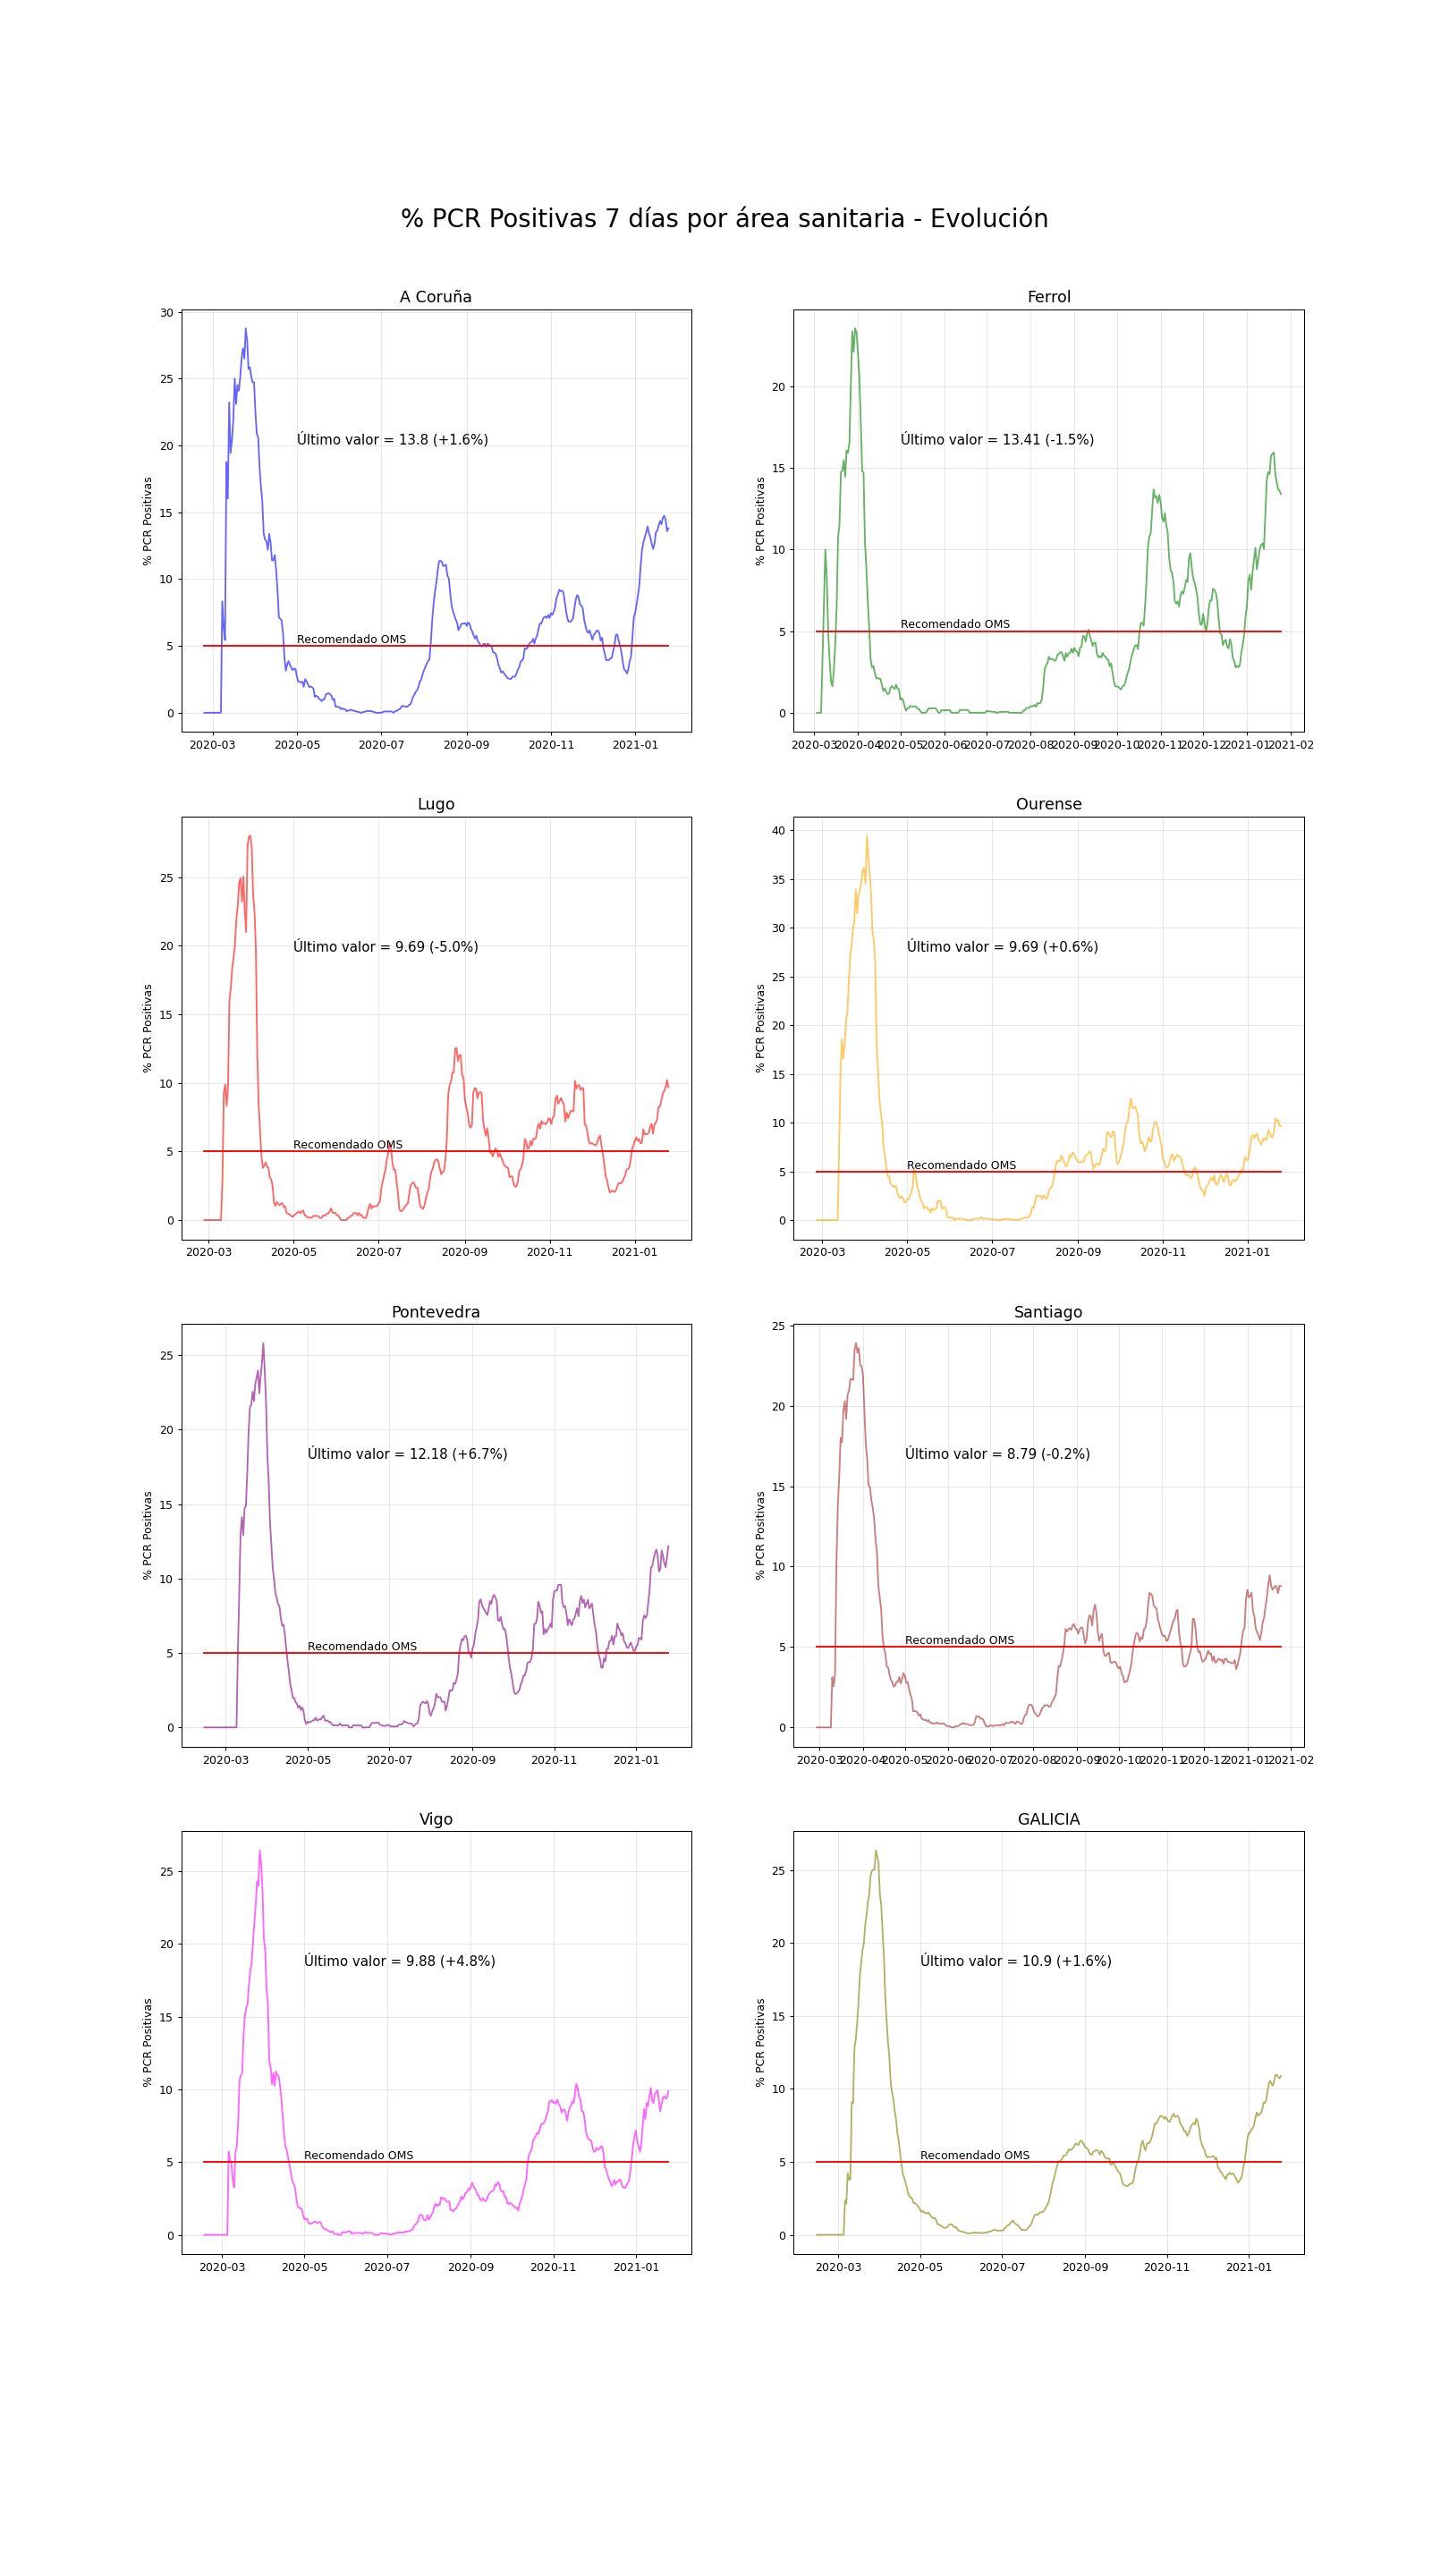 % PCR Positivas 7 días por área sanitaria - Evolución
A Coruña
% PCR Positivas
30
25
20
15
10
5
0
Último valor = 13.8 (+1.6%)
Recomendado OMS
2020-03 2020-05 2020-07 2020-09 2020-11 2021-01
Ferrol
% PCR Positivas
20
15
10
5
0
Último valor = 13.41 (-1.5%)
Recomendado OMS
2020-03 2020-04 2020-05 2020-06 2020-07 2020-08 2020-09 2020-10 2020-11 2020-12 2021-01 2021-02
Lugo
% PCR Positivas
25
20
15
10
5
0
Último valor = 9.69 (-5.0%)
Recomendado OMS
2020-03 2020-05 2020-07 2020-09 2020-11 2021-01
Ourense
% PCR Positivas
40
35
30
25
20
15
10
5
0
Último valor = 9.69 (+0.6%)
Recomendado OMS
2020-03 2020-05 2020-07 2020-09 2020-11 2021-01
Pontevedra
% PCR Positivas
25
20
15
10
5
0
Último valor = 12.18 (+6.7%)
Recomendado OMS
2020-03 2020-05 2020-07 2020-09 2020-11 2021-01
Santiago
% PCR Positivas
25
20
15
10
5
0
Último valor = 8.79 (-0.2%)
Recomendado OMS
2020-03 2020-04 2020-05 2020-06 2020-07 2020-08 2020-09 2020-10 2020-11 2020-12 2021-01 2021-02
Vigo
% PCR Positivas
25
20
15
10
5
0
Último valor = 9.88 (+4.8%)
Recomendado OMS
2020-03 2020-05 2020-07 2020-09 2020-11 2021-01
GALICIA
% PCR Positivas
25
20
15
10
5
0
Último valor = 10.9 (+1.6%)
Recomendado OMS
2020-03 2020-05 2020-07 2020-09 2020-11 2021-01